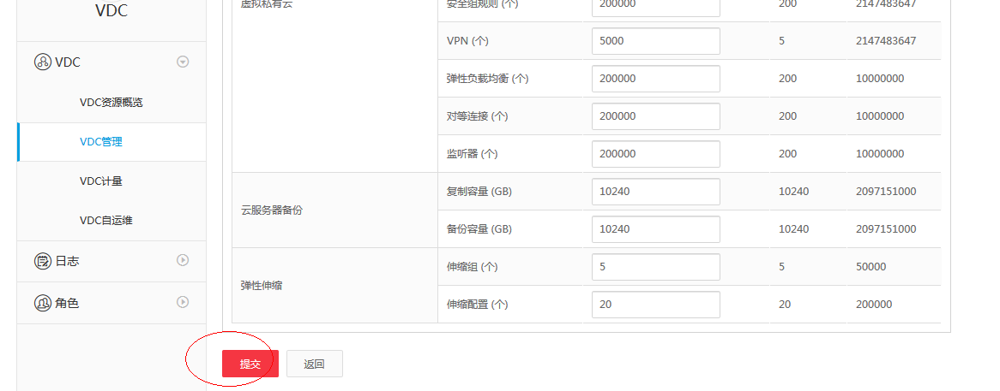 VDC
虚拟私有云 安全组规则 (个) 200000 200 2147483647
VPN (个) 5000 5 2147483647
VDC
弹性负载均衡 (个) 200000 200 10000000
VDC资源概览
对等连接 (个) 200000 200 10000000
VDC管理
监听器 (个) 200000 200 10000000
VDC计量
云服务器备份
复制容量 (GB) 10240 10240 2097151000
VDC自运维
备份容量 (GB) 10240 10240 2097151000
日志
弹性伸缩
伸缩组 (个) 5 5 50000
角色
伸缩配置 (个) 20 20 200000
提交 返回